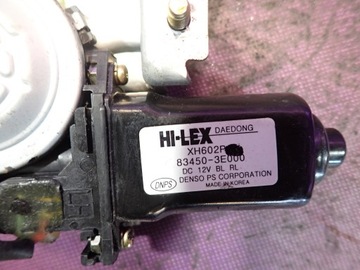 HI-LEX DAEDONG
XH602R
83450-3E000
DC 12V BL RL
DENSO PS CORPORATION
DNPS
MADE IN KOREA